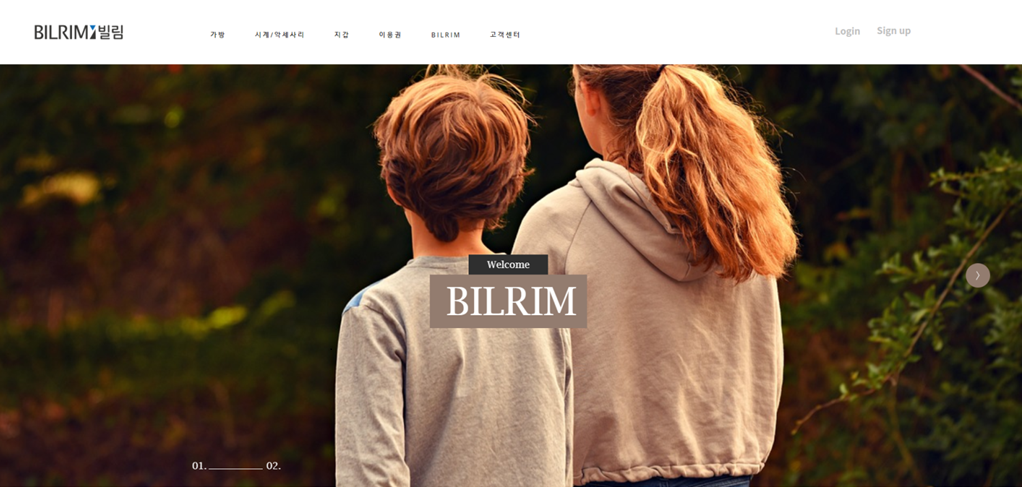 BILRIM 빌림
가방 시계/악세사리 지갑 이용권 BILRIM 고객센터
Login Sign up
Welcome
BILRIM
01. 02.